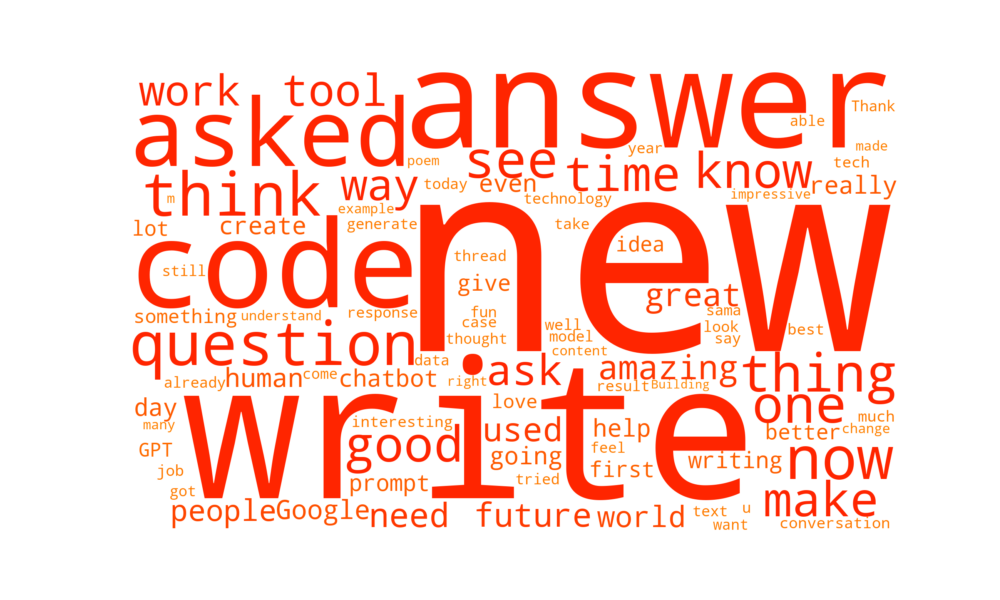 work tool answer Thank
asked able
poem see year made
think way today even time know tech
m technology impressive really
example
lot create generate new take
code idea
still thread
give great
something understand response fun sama
case well look best
question thought model say
data content
already human come chatbot right ask amazing thing
result Building
day write love one
many interesting much
GPT good used help better change
job going feel writing now
got prompt tried first
people Google need future world text u make
want conversation